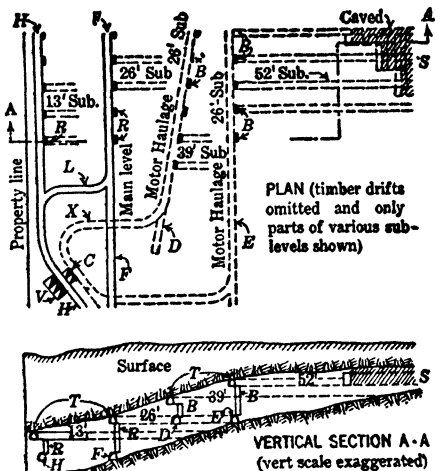 H
F
Caved
A
26' Sub
B
B
S
13' Sub.
26' Sub
52' Sub.
A
R
R
B
Motor Haulage
26'-Sub
39' Sub
L
Property line
Main level
Motor Haulage
X
PLAN (timber drifts
omitted and only
parts of various sub-
levels shown)
D
E
C
V
H
F
Surface
T
T
52'
S
13'
26'
39'
B
B
R
R
D
E
H
F
VERTICAL SECTION A-A
(vert scale exaggerated)